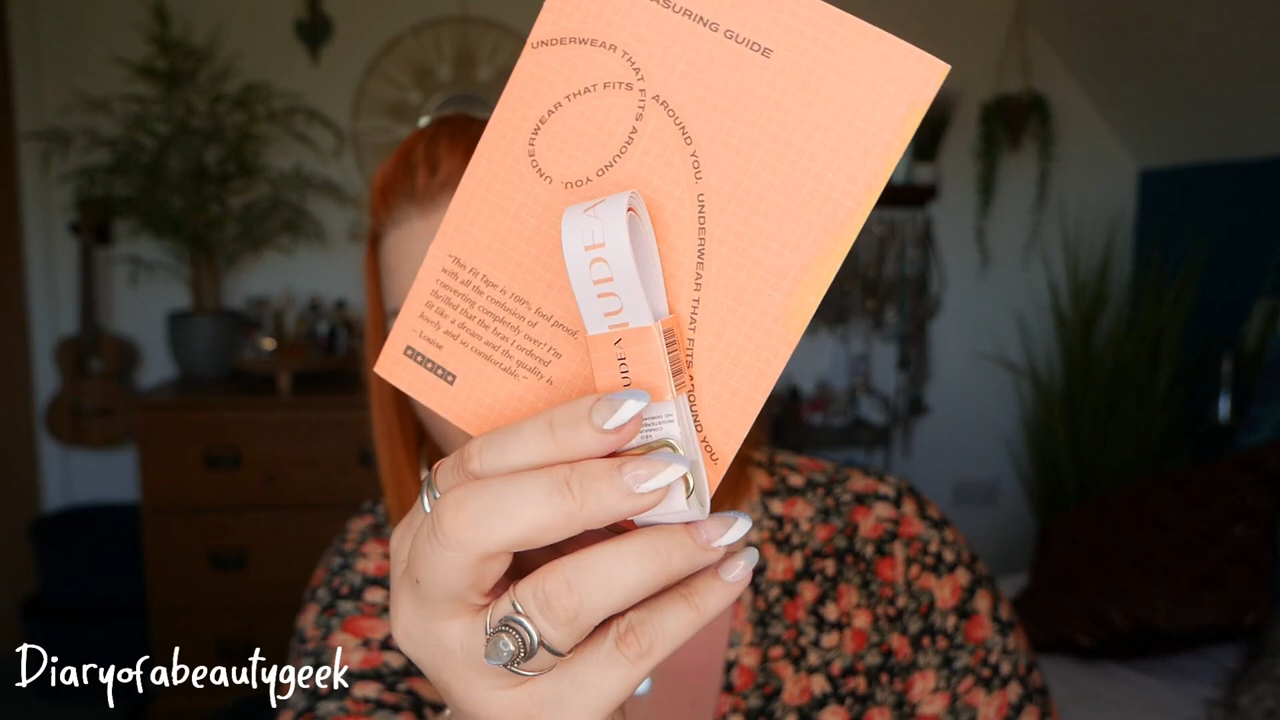 ASURING GUIDE
UNDERWEAR THAT FITS AROUND YOU. UNDERWEAR THAT FITS AROUND YOU. UNDERWEAR THAT FITS AROUND YOU.
"This Fit Tape is 100% fool proof,
with all the confusion of
converting completely over! I'm
thrilled that the bras I ordered
fit like a dream and the quality is
lovely and so comfortable."
– Louise
IUDEA
UDEA
Diaryofabeautygeek